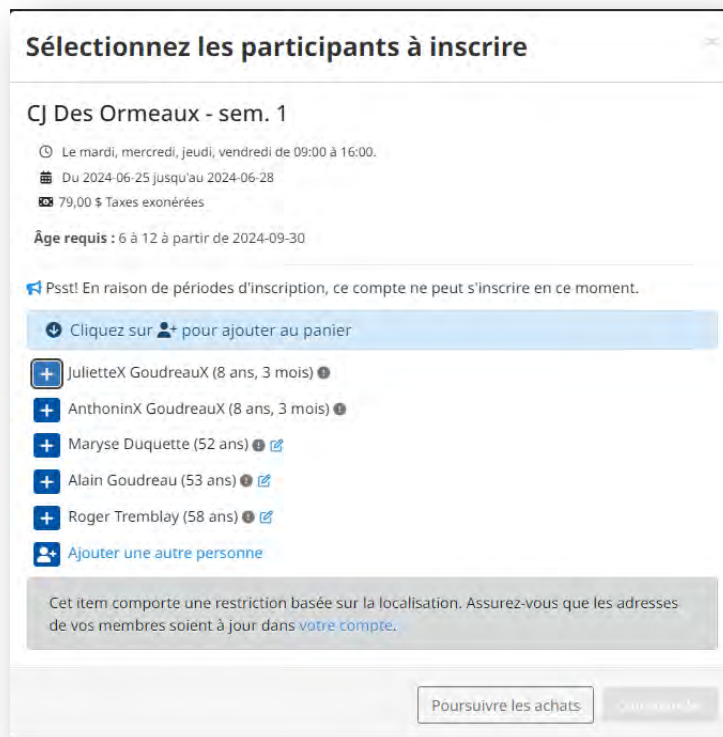 Sélectionnez les participants à inscrire
CJ Des Ormeaux - sem. 1
Le mardi, mercredi, jeudi, vendredi de 09:00 à 16:00.
Du 2024-06-25 jusqu'au 2024-06-28
79,00 $ Taxes exonérées
Âge requis : 6 à 12 à partir de 2024-09-30
Psst! En raison de périodes d'inscription, ce compte ne peut s'inscrire en ce moment.
Cliquez sur pour ajouter au panier
JulietteX GoudreauX (8 ans, 3 mois)
AnthoninX GoudreauX (8 ans, 3 mois)
Maryse Duquette (52 ans)
Alain Goudreau (53 ans)
Roger Tremblay (58 ans)
Ajouter une autre personne
Cet item comporte une restriction basée sur la localisation. Assurez-vous que les adresses
de vos membres soient à jour dans votre compte.
Poursuivre les achats